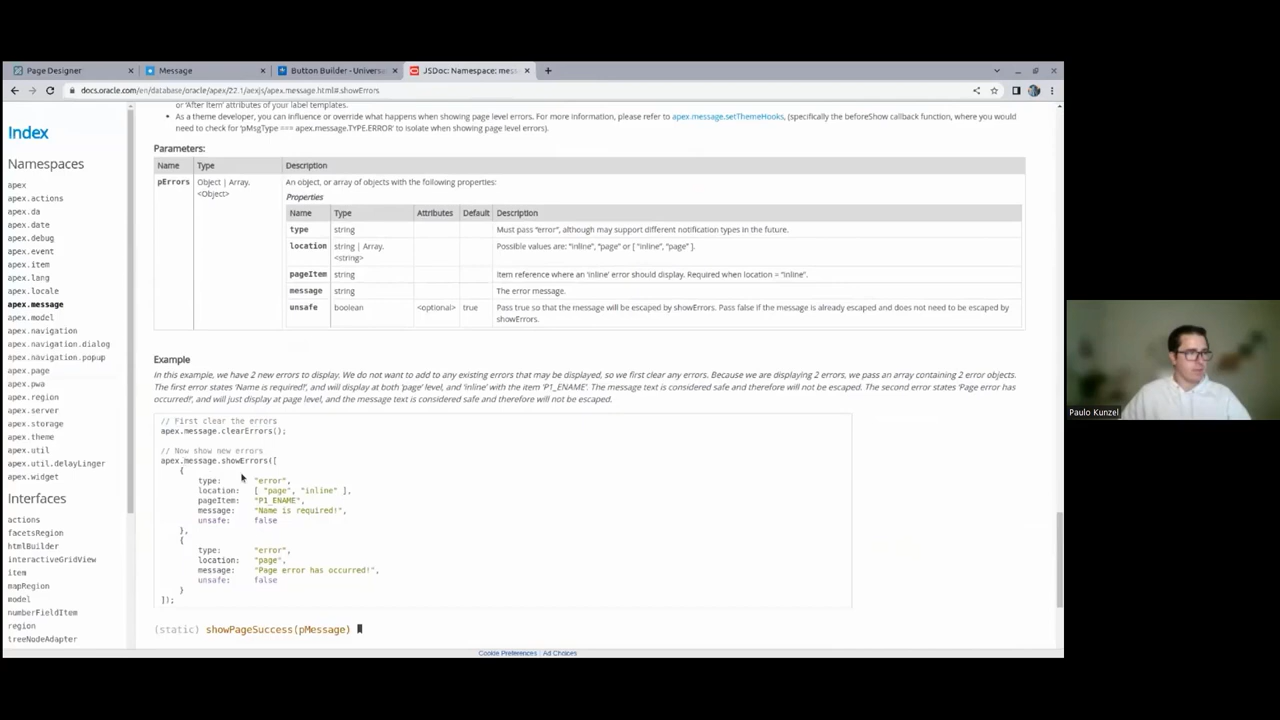 Page Designer
Message
Button Builder - Universa
JSDoc: Namespace: mess
docs.oracle.com/en/database/oracle/apex/22.1/aexjs/apex.message.html#.showErrors
Index
Namespaces
apex
apex.actions
apex.da
apex.date
apex.debug
apex.event
apex.item
apex.lang
apex.locale
apex.message
apex.model
apex.navigation
apex.navigation.dialog
apex.navigation.popup
apex.page
apex.pwa
apex.region
apex.server
apex.storage
apex.theme
apex.util
apex.util.delayLinger
apex.widget
Interfaces
actions
facetsRegion
htmlBuilder
interactiveGridView
item
mapRegion
model
numberFieldItem
region
treeNodeAdapter
or 'After Item' attributes of your label templates.
• As a theme developer, you can influence or override what happens when showing page level errors. For more information, please refer to apex.message.setThemeHooks, (specifically the beforeShow callback function, where you would
need to check for 'pMsgType === apex.message.TYPE.ERROR' to isolate when showing page level errors).
Parameters:
Name Type Description
pErrors Object | Array. An object, or array of objects with the following properties:
<Object>
Properties
Name Type Attributes Default Description
type string Must pass "error", although may support different notification types in the future.
location string | Array. Possible values are: "inline", "page" or [ "inline", "page" ].
<string>
pageItem string Item reference where an 'inline' error should display. Required when location = "inline".
message string The error message.
unsafe boolean <optional> true Pass true so that the message will be escaped by showErrors. Pass false if the message is already escaped and does not need to be escaped by
showErrors.
Example
In this example, we have 2 new errors to display. We do not want to add to any existing errors that may be displayed, so we first clear any errors. Because we are displaying 2 errors, we pass an array containing 2 error objects.
The first error states 'Name is required!', and will display at both 'page' level, and 'inline' with the item 'P1_ENAME'. The message text is considered safe and therefore will not be escaped. The second error states 'Page error has
occurred!', and will just display at page level, and the message text is considered safe and therefore will not be escaped.
// First clear the errors
apex.message.clearErrors();
// Now show new errors
apex.message.showErrors([
{
type: "error",
location: [ "page", "inline" ],
pageItem: "P1_ENAME",
message: "Name is required!",
unsafe: false
},
{
type: "error",
location: "page",
message: "Page error has occurred!",
unsafe: false
}
]);
(static) showPageSuccess(pMessage)
Cookie Preferences | Ad Choices
Paulo Kunzel